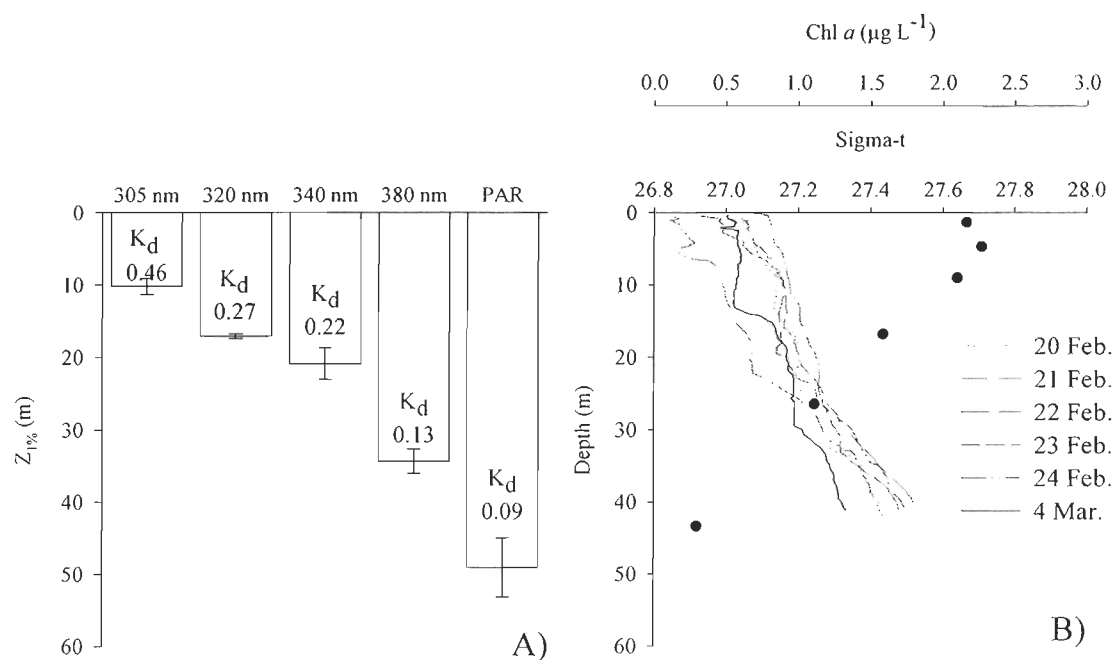 305 nm 320 nm 340 nm 380 nm PAR
0
10
20
30
40
50
60
Z1% (m)
Kd
0.46
Kd
0.27
Kd
0.22
Kd
0.13
Kd
0.09
A)
Chl a (µg L-1)
0.0 0.5 1.0 1.5 2.0 2.5 3.0
Sigma-t
26.8 27.0 27.2 27.4 27.6 27.8 28.0
0
10
20
30
40
50
60
Depth (m)
20 Feb.
21 Feb.
22 Feb.
23 Feb.
24 Feb.
4 Mar.
B)